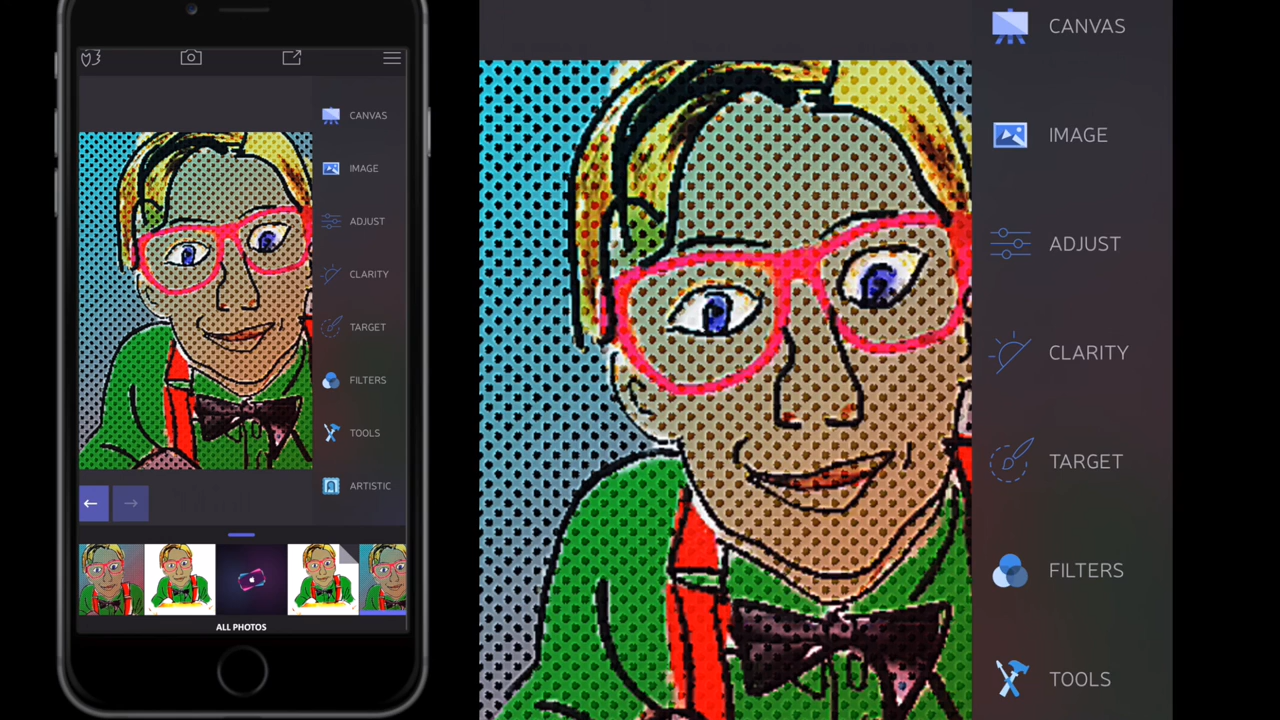 CANVAS
IMAGE
ADJUST
CLARITY
TARGET
FILTERS
TOOLS
ARTISTIC
ALL PHOTOS
CANVAS
IMAGE
ADJUST
CLARITY
TARGET
FILTERS
TOOLS